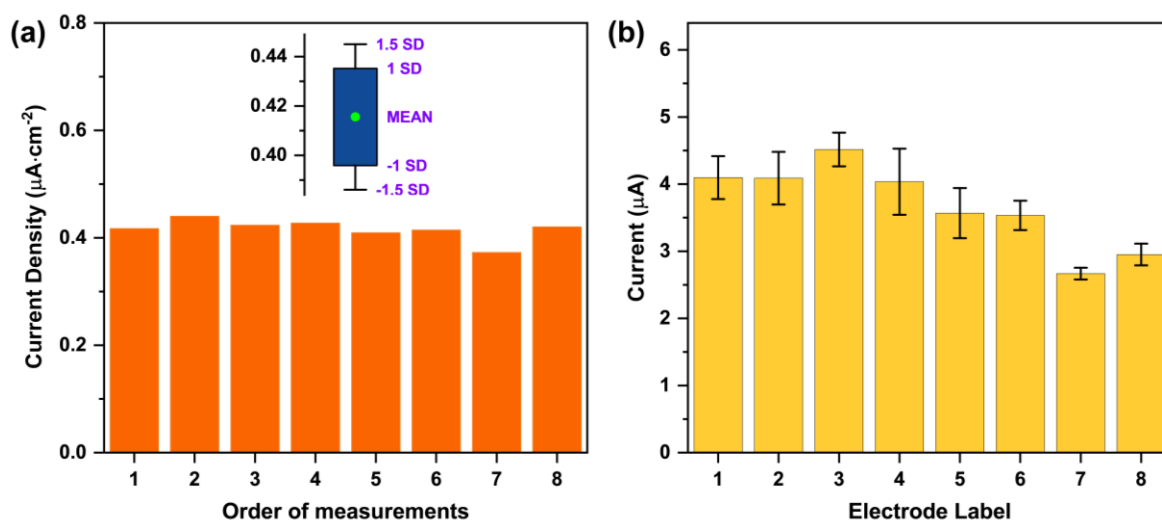 (a)
Current Density (μA·cm-2)
0.8
0.6
0.4
0.2
0.0
0.44
0.42
0.40
1.5 SD
1 SD
MEAN
-1 SD
-1.5 SD
1 2 3 4 5 6 7 8
Order of measurements
(b)
Current (μA)
6
5
4
3
2
1
0
1 2 3 4 5 6 7 8
Electrode Label